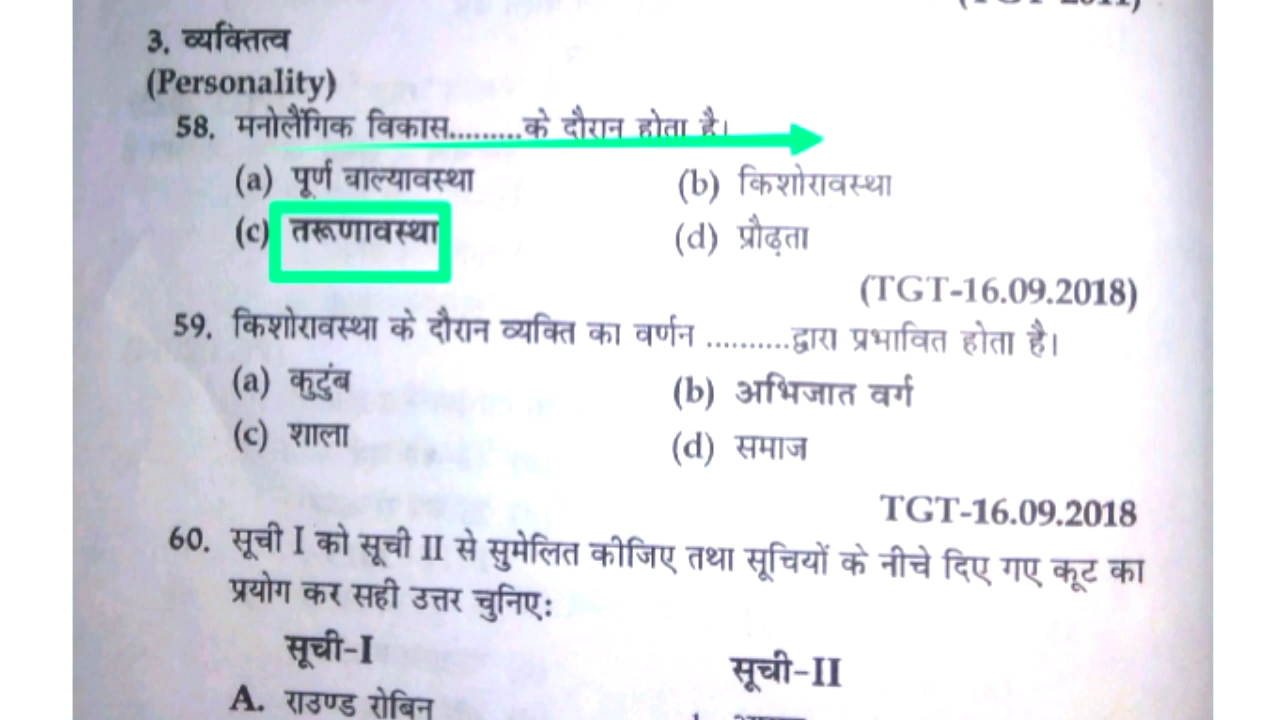 3. व्यक्तित्व
(Personality)
58. मनोलैंगिक विकास.........के दौरान होता है।
(a) पूर्ण बाल्यावस्था
(b) किशोरावस्था
(c) तरूणावस्था
(d) प्रौढ़ता
(TGT-16.09.2018)
59. किशोरावस्था के दौरान व्यक्ति का वर्णन ..........द्वारा प्रभावित होता है।
(a) कुटुंब
(b) अभिजात वर्ग
(c) शाला
(d) समाज
TGT-16.09.2018
60. सूची I को सूची II से सुमेलित कीजिए तथा सूचियों के नीचे दिए गए कूट का
प्रयोग कर सही उत्तर चुनिए:
सूची-I
सूची-II
A. राउण्ड रोबिन